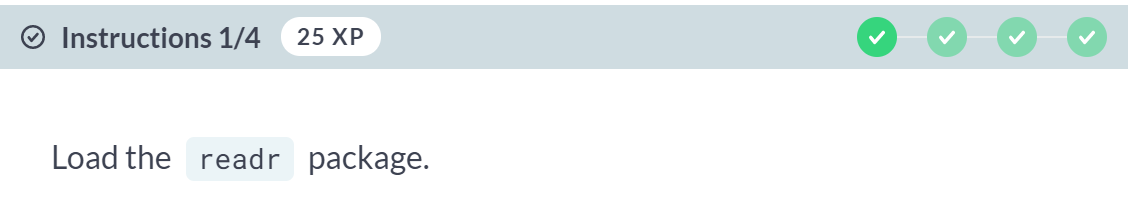 Instructions 1/4 25 XP
Load the readr package.